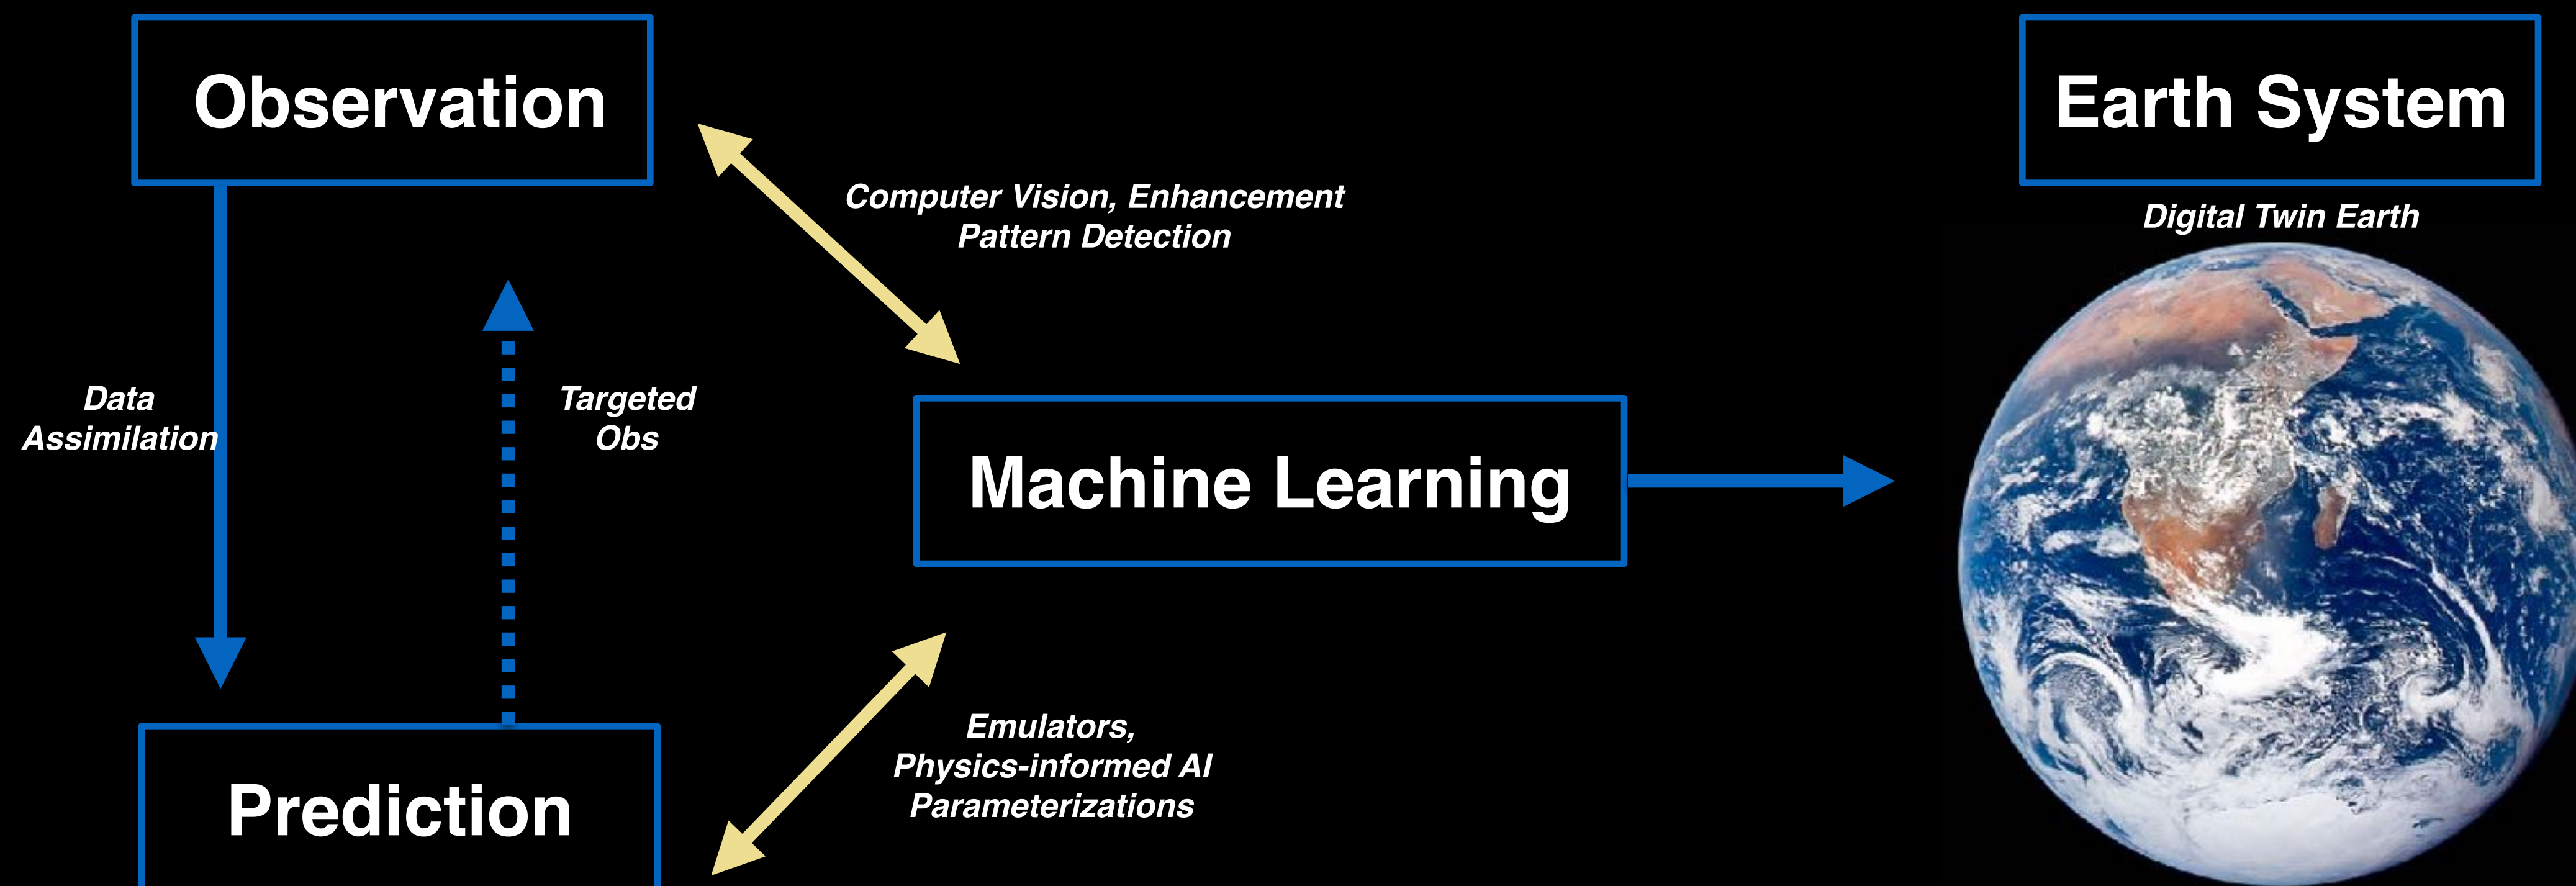 Observation
Earth System
Computer Vision, Enhancement
Pattern Detection
Digital Twin Earth
Data
Assimilation
Targeted
Obs
Machine Learning
Emulators,
Physics-informed AI
Parameterizations
Prediction